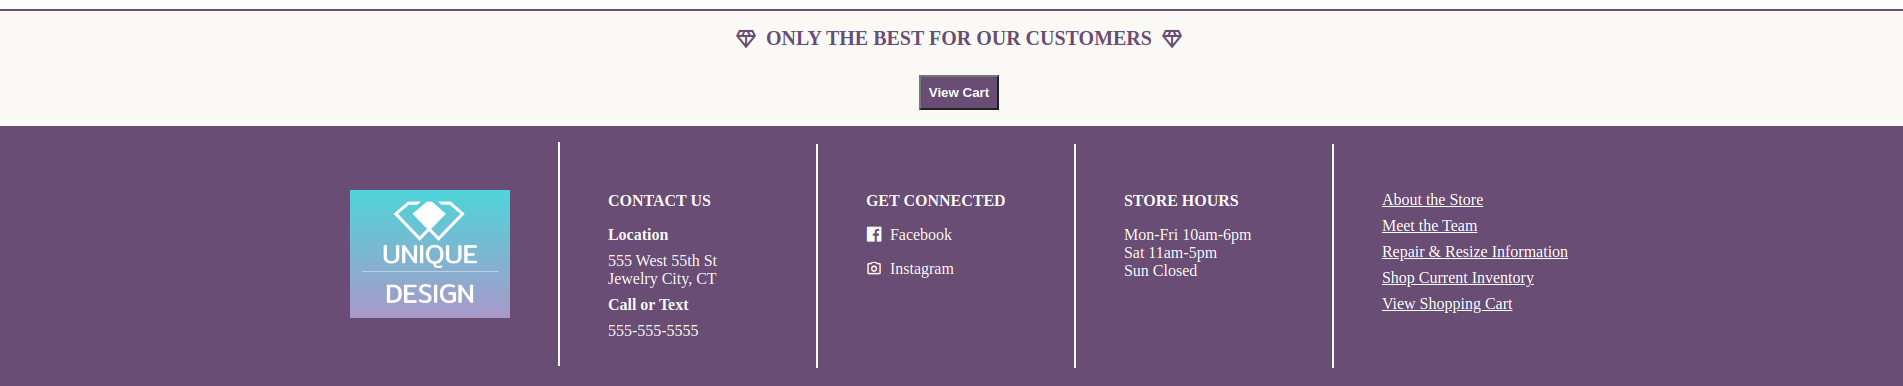 ONLY THE BEST FOR OUR CUSTOMERS
View Cart
UNIQUE
DESIGN
CONTACT US
Location
555 West 55th St
Jewelry City, CT
Call or Text
555-555-5555
GET CONNECTED
Facebook
Instagram
STORE HOURS
Mon-Fri 10am-6pm
Sat 11am-5pm
Sun Closed
About the Store
Meet the Team
Repair & Resize Information
Shop Current Inventory
View Shopping Cart